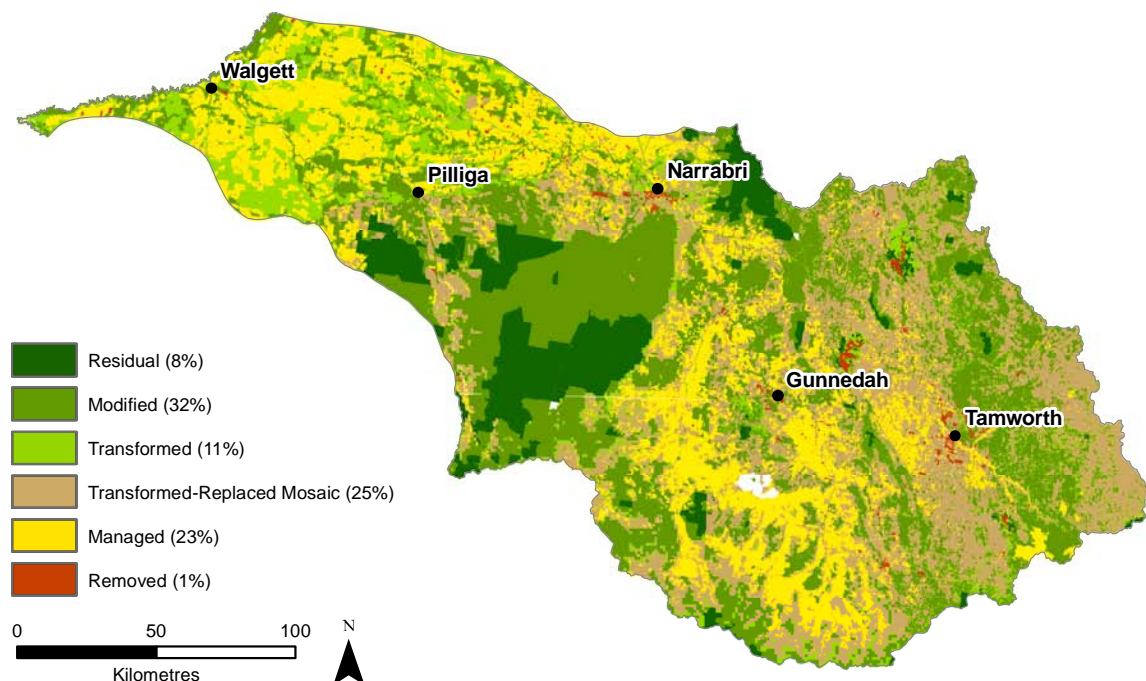 Walgett
Pilliga
Narrabri
Gunnedah
Tamworth
Residual (8%)
Modified (32%)
Transformed (11%)
Transformed-Replaced Mosaic (25%)
Managed (23%)
Removed (1%)
0 50 100
Kilometres
N